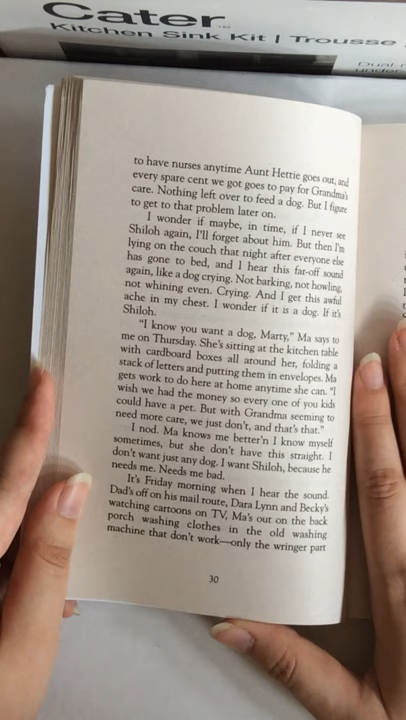 Cater
Kitchen Sink Kit | Trousse
to have nurses anytime Aunt Hettie goes out, and
every spare cent we got goes to pay for Grandma's
care. Nothing left over to feed a dog. But I figure
to get to that problem later on.
I wonder if maybe, in time, if I never see
Shiloh again, I'll forget about him. But then I'm
lying on the couch that night after everyone else
has gone to bed, and I hear this far-off sound
again, like a dog crying. Not barking, not howling,
not whining even. Crying. And I get this awful
ache in my chest. I wonder if it is a dog. If it's
Shiloh.
"I know you want a dog, Marty," Ma says to
me on Thursday. She's sitting at the kitchen table
with cardboard boxes all around her, folding a
stack of letters and putting them in envelopes. Ma
gets work to do here at home anytime she can. "I
wish we had the money so every one of you kids
could have a pet. But with Grandma seeming to
need more care, we just don't, and that's that."
I nod. Ma knows me better'n I know myself
sometimes, but she don't have this straight. I
don't want just any dog. I want Shiloh, because he
needs me. Needs me bad.
It's Friday morning when I hear the sound.
Dad's off on his mail route, Dara Lynn and Becky's
watching cartoons on TV, Ma's out on the back
porch washing clothes in the old washing
machine that don't work—only the wringer part
30